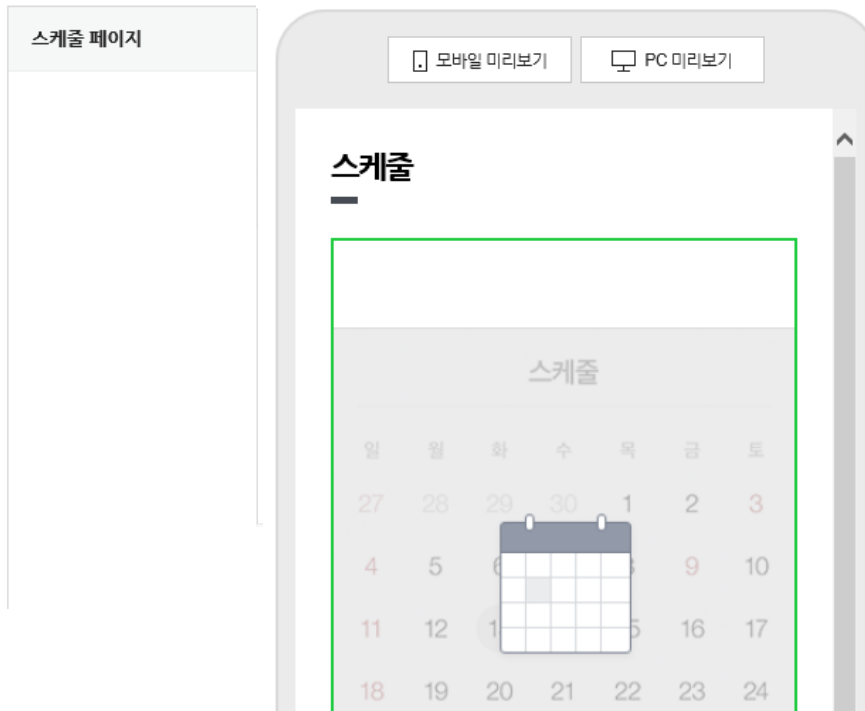 스케줄 페이지
모바일 미리보기
PC 미리보기
스케줄
스케줄
일 월 화 수 목 금 토
27 28 29 30 1 2 3
4 5 9 10
11 12 16 17
18 19 20 21 22 23 24